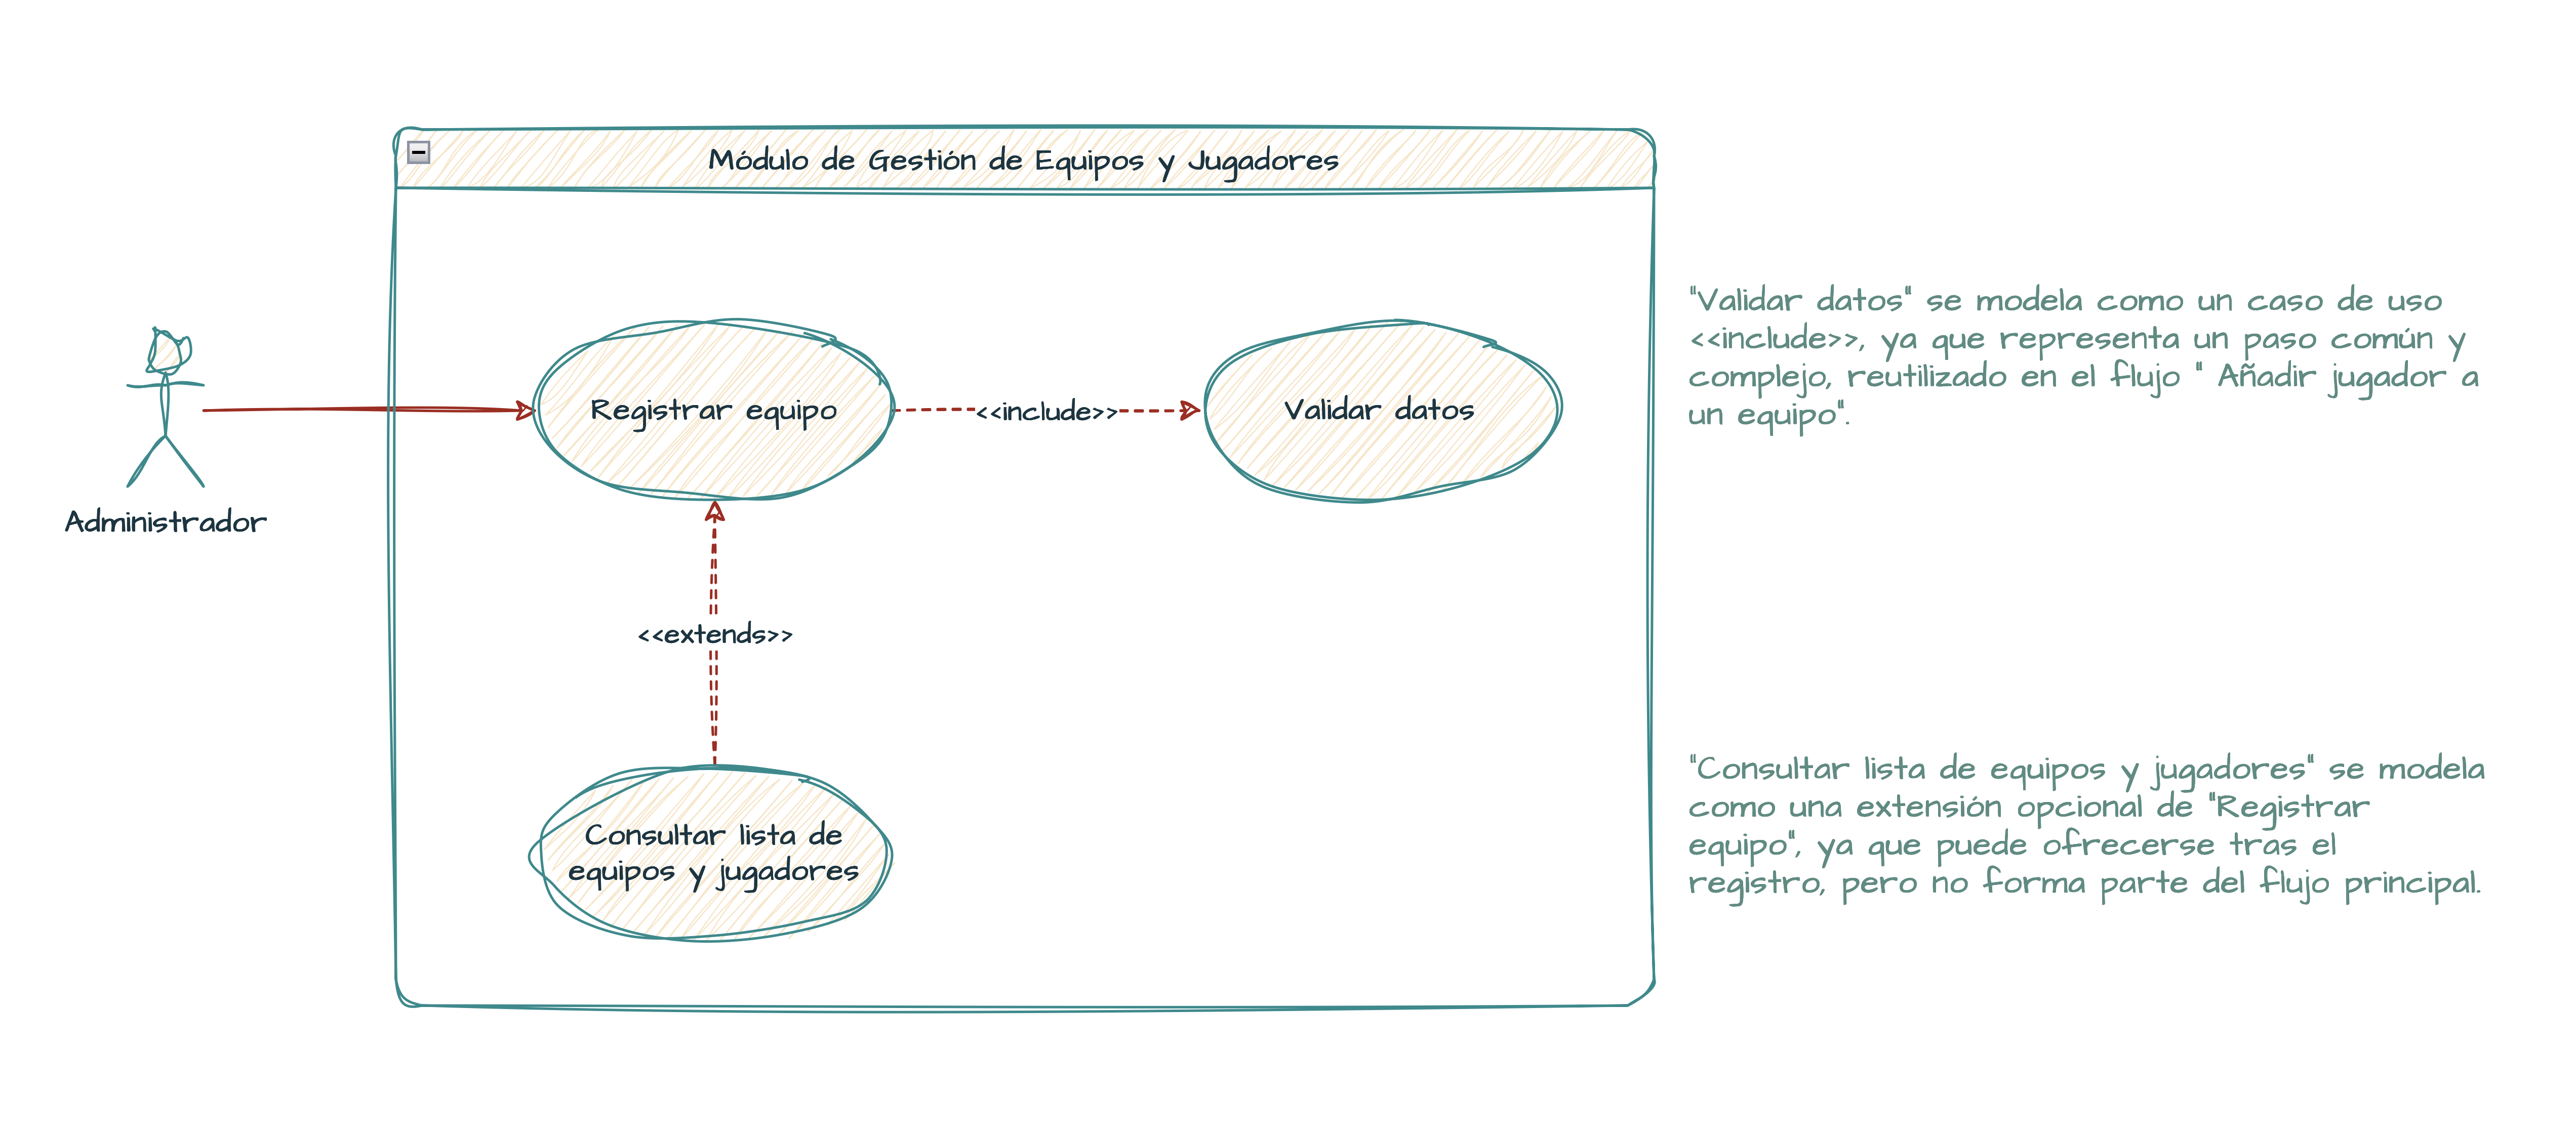 Módulo de Gestión de Equipos y Jugadores
Administrador
Registrar equipo
<<include>>
Validar datos
<<extends>>
Consultar lista de
equipos y jugadores
"Validar datos" se modela como un caso de uso
<<include>>, ya que representa un paso común y
complejo, reutilizado en el flujo " Añadir jugador a
un equipo".
"Consultar lista de equipos y jugadores" se modela
como una extensión opcional de "Registrar
equipo", ya que puede ofrecerse tras el
registro, pero no forma parte del flujo principal.